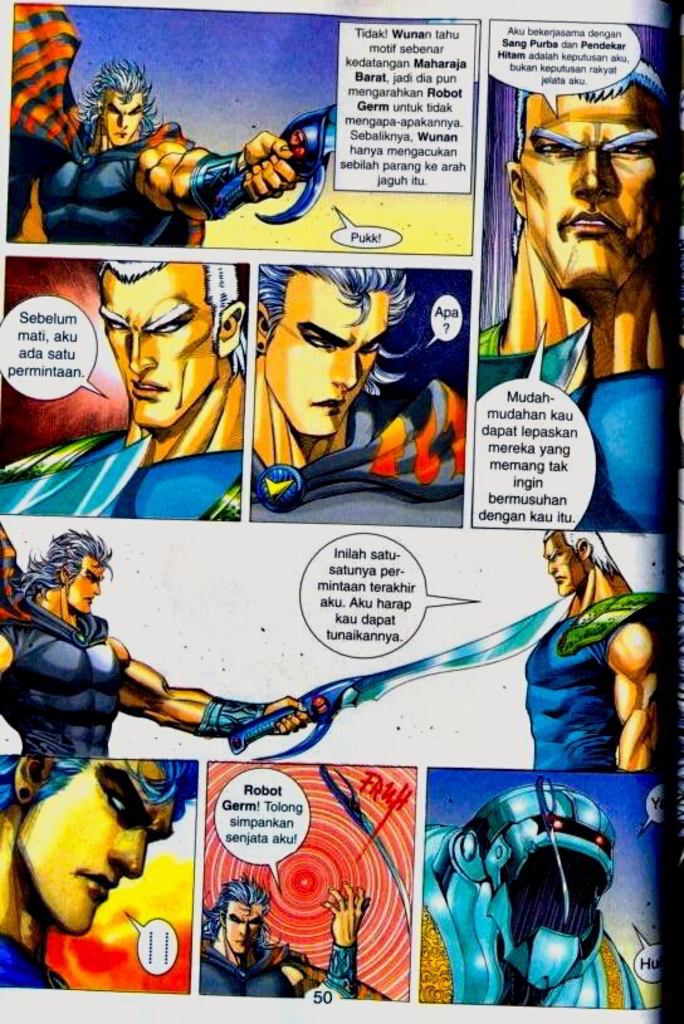 Tidak! Wunan tahu
motif sebenar
kedatangan Maharaja
Barat, jadi dia pun
mengarahkan Robot
Germ untuk tidak
mengapa-apakannya.
Sebaliknya, Wunan
hanya mengacukan
sebilah parang ke arah
jaguh itu.
Pukk!
Aku bekerjasama dengan
Sang Purba dan Pendekar
Hitam adalah keputusan aku,
bukan keputusan rakyat
jelata aku.
Sebelum
mati, aku
ada satu
permintaan.
Apa
?
Mudah-
mudahan kau
dapat lepaskan
mereka yang
memang tak
ingin
bermusuhan
dengan kau itu.
Inilah satu-
satunya per-
mintaan terakhir
aku. Aku harap
kau dapat
tunaikannya.
Robot
Germ! Tolong
simpankan
senjata aku!
50